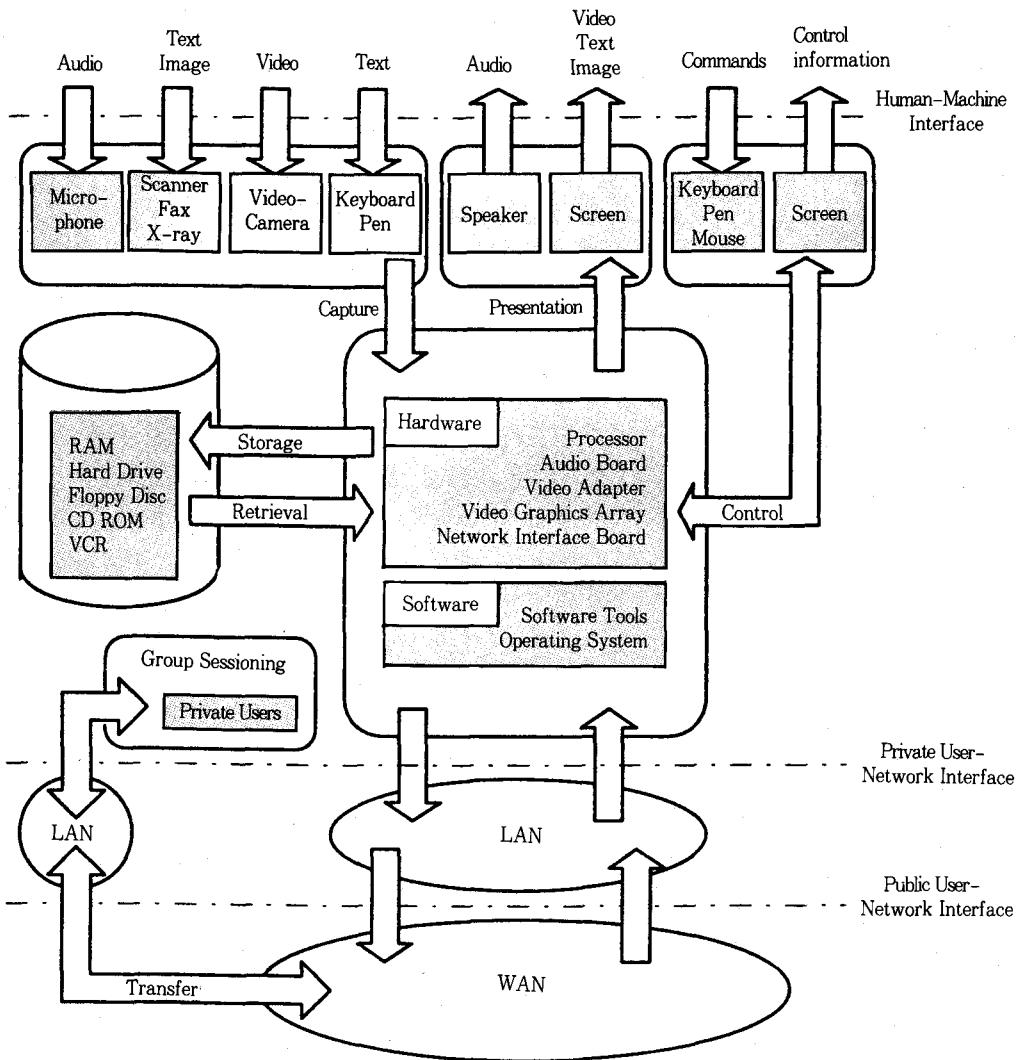 Audio
Text
Image
Video
Text
Audio
Video
Text
Image
Commands
Control
information
Human-Machine
Interface
Micro-
phone
Scanner
Fax
X-ray
Video-
Camera
Keyboard
Pen
Speaker
Screen
Keyboard
Pen
Mouse
Screen
Capture
Presentation
RAM
Hard Drive
Floppy Disc
CD ROM
VCR
Storage
Retrieval
Hardware
Processor
Audio Board
Video Adapter
Video Graphics Array
Network Interface Board
Control
Software
Software Tools
Operating System
Group Sessioning
Private Users
Private User-
Network Interface
LAN
LAN
Public User-
Network Interface
Transfer
WAN